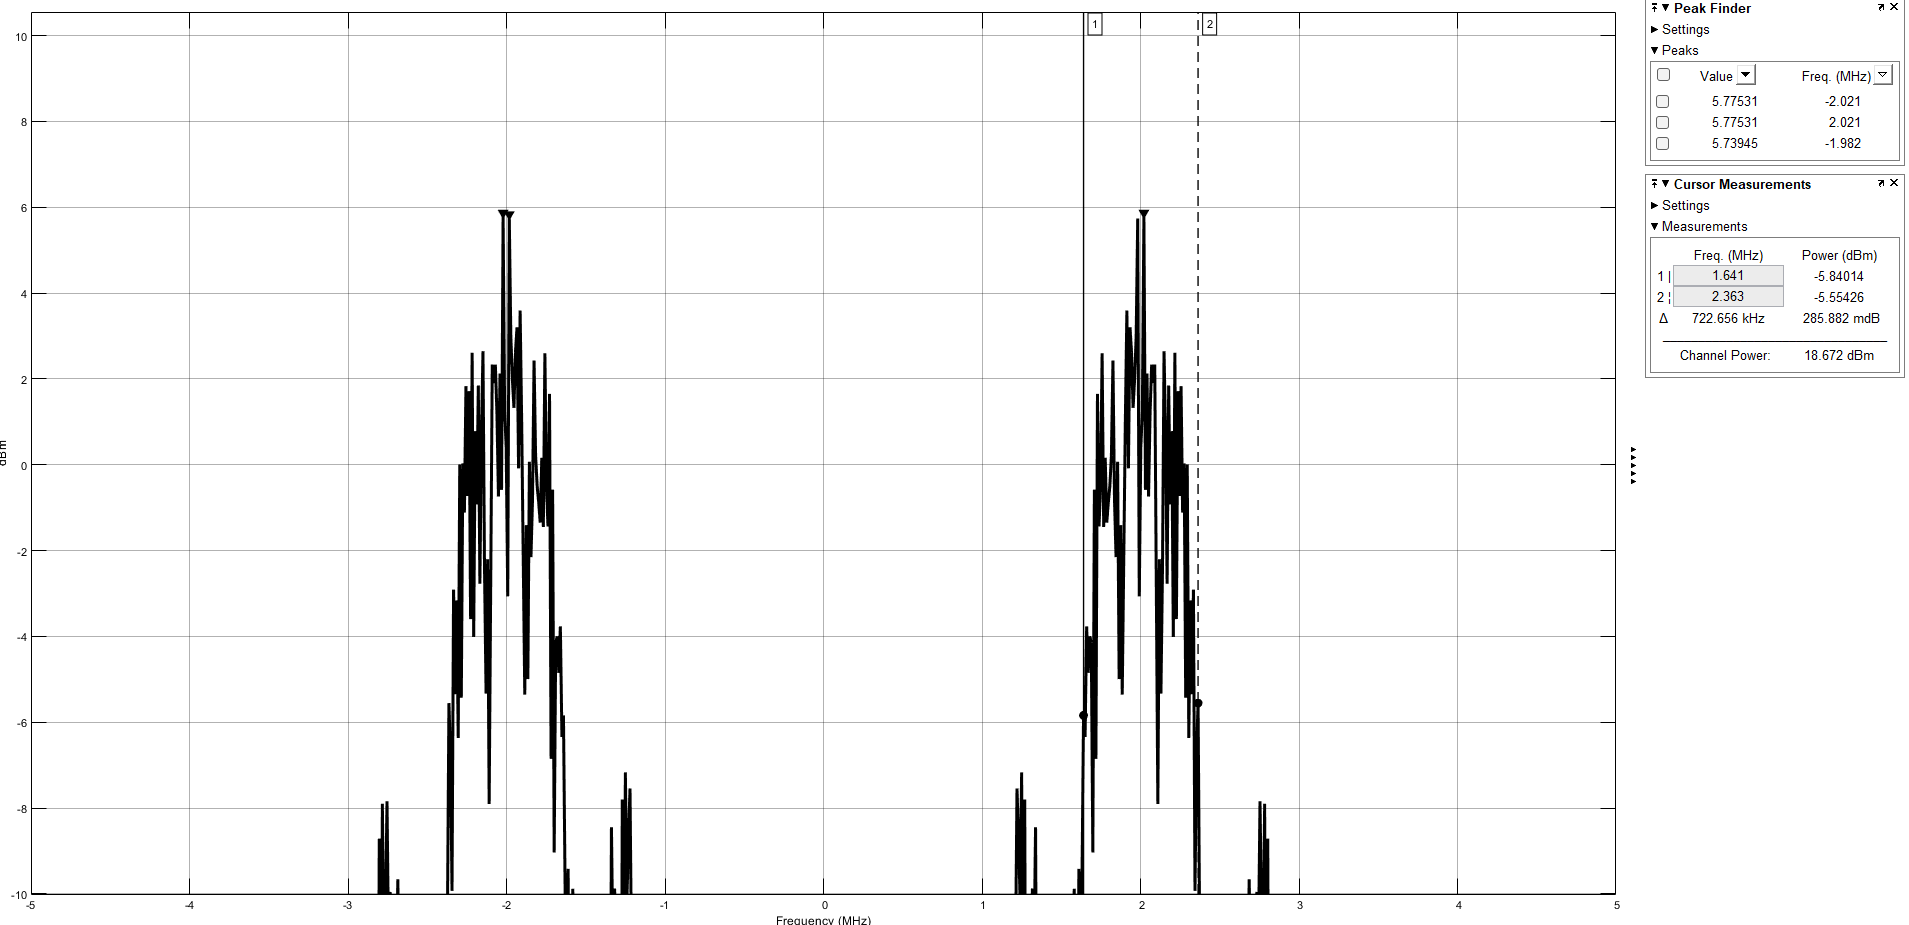 Peak Finder
Settings
Peaks
Value Freq. (MHz)
5.77531 -2.021
5.77531 2.021
5.73945 -1.982
Cursor Measurements
Settings
Measurements
Freq. (MHz) Power (dBm)
1 | 1.641 -5.84014
2 ¦ 2.363 -5.55426
Δ 722.656 kHz 285.882 mdB
Channel Power: 18.672 dBm
1 2
10
8
6
4
2
0
-2
-4
-6
-8
-10
dBm
-5 -4 -3 -2 -1 0 1 2 3 4 5
Frequency (MHz)